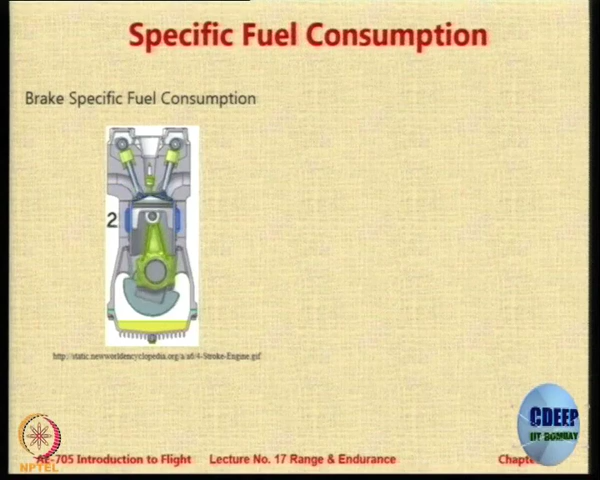 Specific Fuel Consumption
Brake Specific Fuel Consumption
2
http://static.newworldencyclopedia.org/a/a6/4-Stroke-Engine.gif
CDEEP
IIT BOMBAY
NPTEL
AE-705 Introduction to Flight Lecture No. 17 Range & Endurance